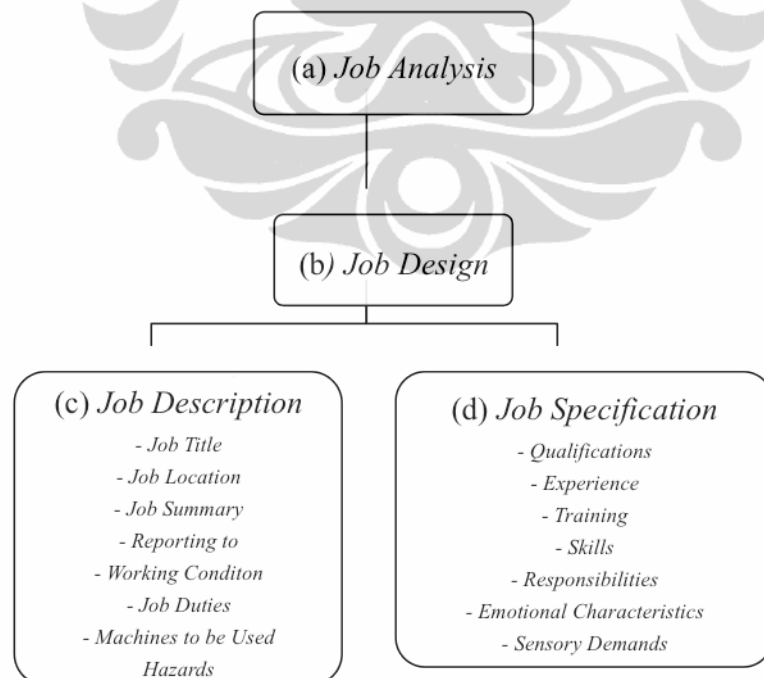 (a) Job Analysis
(b) Job Design
(c) Job Description
- Job Title
- Job Location
- Job Summary
- Reporting to
- Working Conditon
- Job Duties
- Machines to be Used
Hazards
(d) Job Specification
- Qualifications
- Experience
- Training
- Skills
- Responsibilities
- Emotional Characteristics
- Sensory Demands